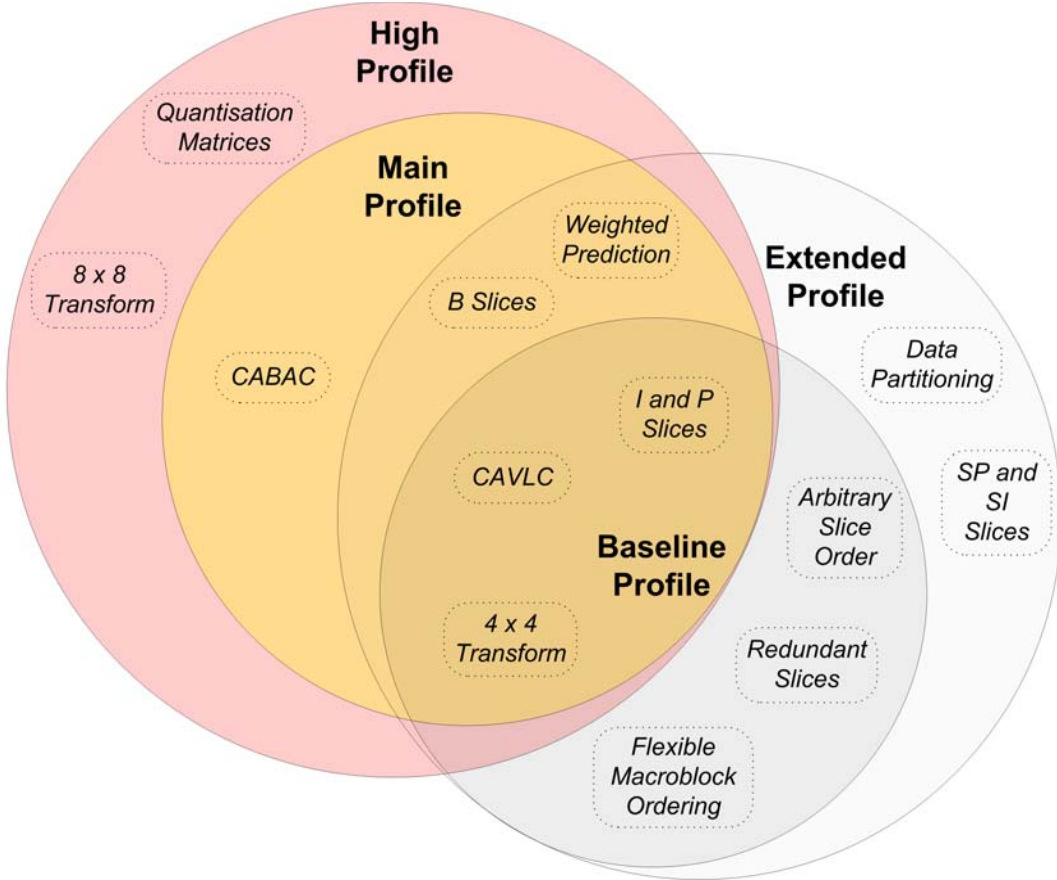 High
Profile
Quantisation
Matrices
Main
Profile
Weighted
Prediction
Extended
Profile
8 x 8
Transform
B Slices
Data
Partitioning
CABAC
I and P
Slices
CAVLC
SP and
SI
Slices
Arbitrary
Slice
Order
Baseline
Profile
4 x 4
Transform
Redundant
Slices
Flexible
Macroblock
Ordering